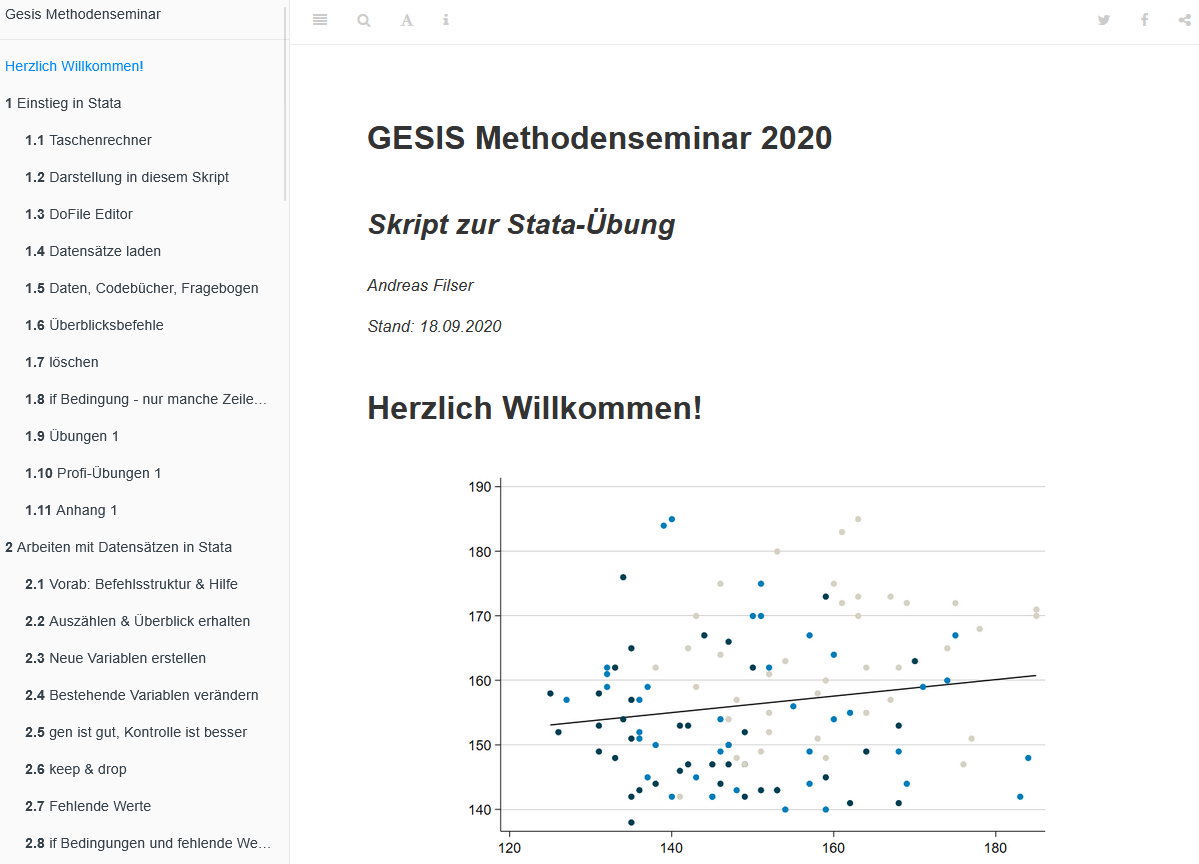 Gesis Methodenseminar
Herzlich Willkommen!
1 Einstieg in Stata
1.1 Taschenrechner
1.2 Darstellung in diesem Skript
1.3 DoFile Editor
1.4 Datensätze laden
1.5 Daten, Codebücher, Fragebogen
1.6 Überblicksbefehle
1.7 löschen
1.8 if Bedingung - nur manche Zeile…
1.9 Übungen 1
1.10 Profi-Übungen 1
1.11 Anhang 1
2 Arbeiten mit Datensätzen in Stata
2.1 Vorab: Befehlsstruktur & Hilfe
2.2 Auszählen & Überblick erhalten
2.3 Neue Variablen erstellen
2.4 Bestehende Variablen verändern
2.5 gen ist gut, Kontrolle ist besser
2.6 keep & drop
2.7 Fehlende Werte
2.8 if Bedingungen und fehlende We…
GESIS Methodenseminar 2020
Skript zur Stata-Übung
Andreas Filser
Stand: 18.09.2020
Herzlich Willkommen!
190
180
170
160
150
140
120 140 160 180